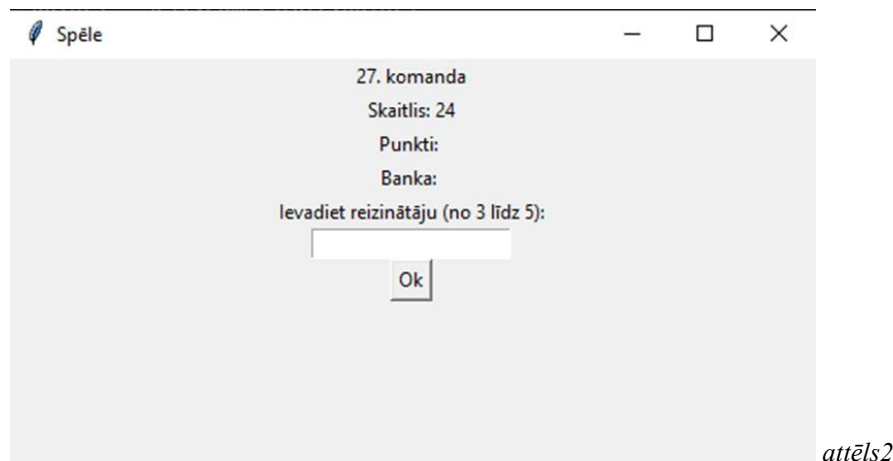 Spēle
27. komanda
Skaitlis: 24
Punkti:
Banka:
Ievadiet reizinātāju (no 3 līdz 5):
Ok
attēls2